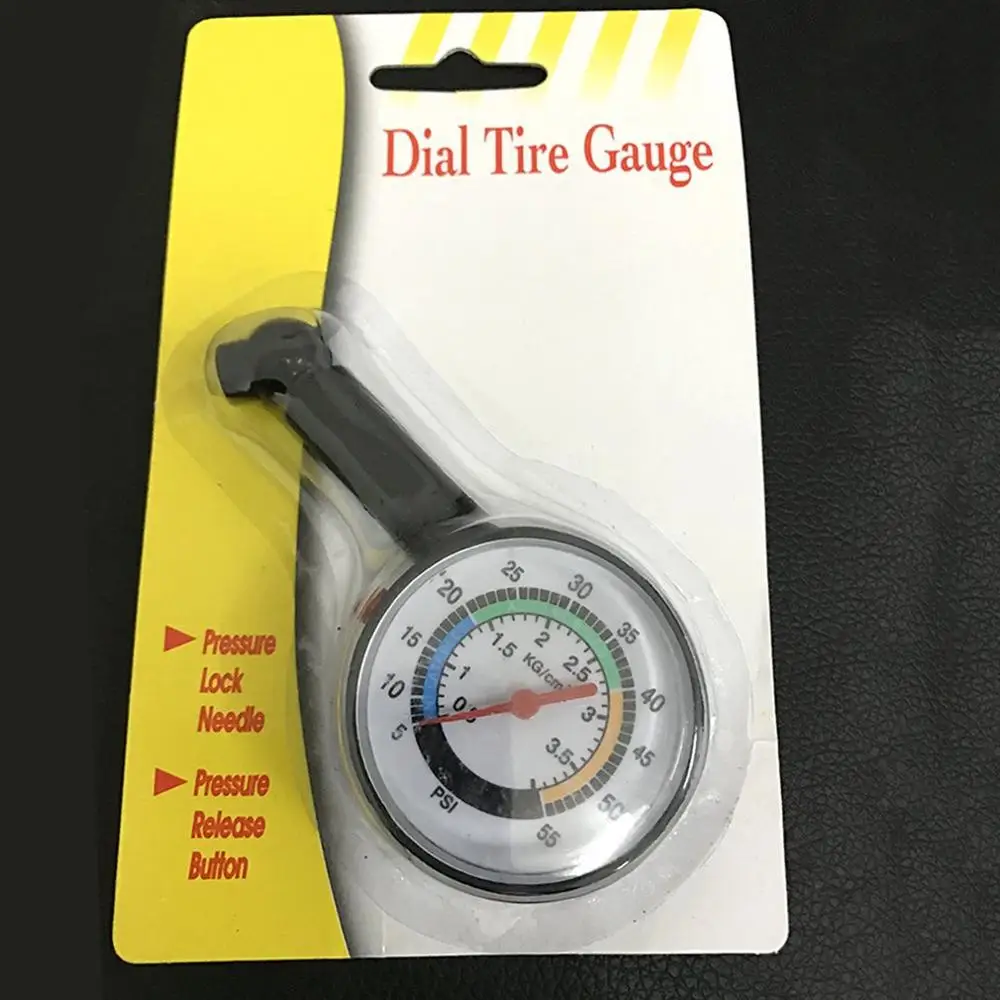 Dial Tire Gauge
Pressure
Lock
Needle
Pressure
Release
Button
5
10
15
20
25
30
35
40
45
50
55
PSI
1
1.5
2
2.5
3
3.5
KG/cm